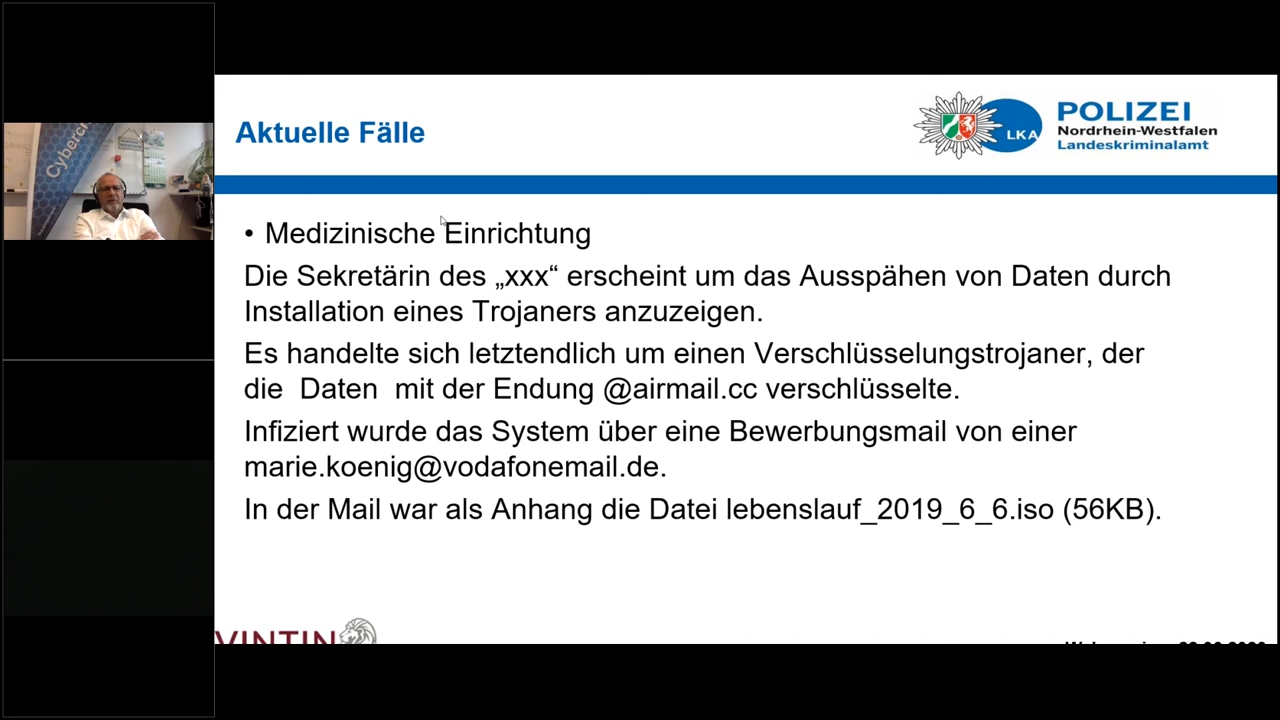 Aktuelle Fälle
LKA
POLIZEI
Nordrhein-Westfalen
Landeskriminalamt
• Medizinische Einrichtung
Die Sekretärin des „xxx“ erscheint um das Ausspähen von Daten durch
Installation eines Trojaners anzuzeigen.
Es handelte sich letztendlich um einen Verschlüsselungstrojaner, der
die Daten mit der Endung @airmail.cc verschlüsselte.
Infiziert wurde das System über eine Bewerbungsmail von einer
marie.koenig@vodafonemail.de.
In der Mail war als Anhang die Datei lebenslauf_2019_6_6.iso (56KB).
VINTIN